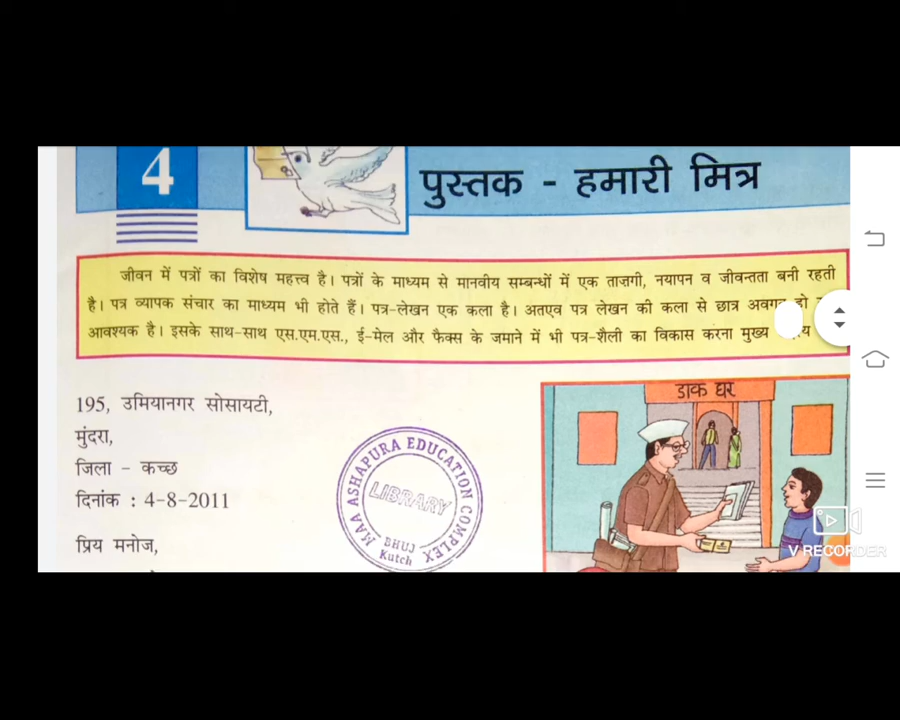 4
पुस्तक - हमारी मित्र
जीवन में पत्रों का विशेष महत्त्व है। पत्रों के माध्यम से मानवीय सम्बन्धों में एक ताजगी, नयापन व जीवन्तता बनी रहती
है। पत्र व्यापक संचार का माध्यम भी होते हैं। पत्र-लेखन एक कला है। अतएव पत्र लेखन की कला से छात्र हो
आवश्यक है। इसके साथ-साथ एस.एम.एस., ई-मेल और फैक्स के जमाने में भी पत्र-शैली का विकास करना मुख्य
195, उमियानगर सोसायटी,
मुंदरा,
जिला - कच्छ
दिनांक : 4-8-2011
प्रिय मनोज,
डाक घर
MAA ASHAPURA EDUCATION COMPLEX
LIBRARY
BHUJ
Kutch
V RECORDER